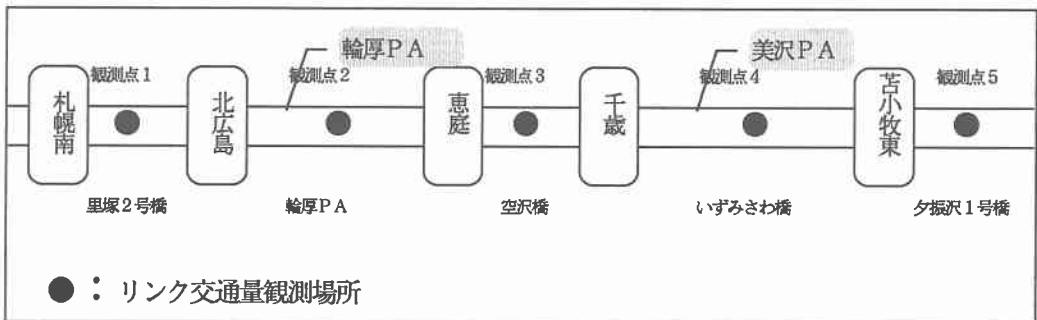 輪厚PA
美沢PA
観測点1
観測点2
観測点3
観測点4
観測点5
札幌南
北広島
恵庭
千歳
苫小牧東
里塚2号橋
輪厚PA
空沢橋
いずみさわ橋
夕振沢1号橋
●：リンク交通量観測場所